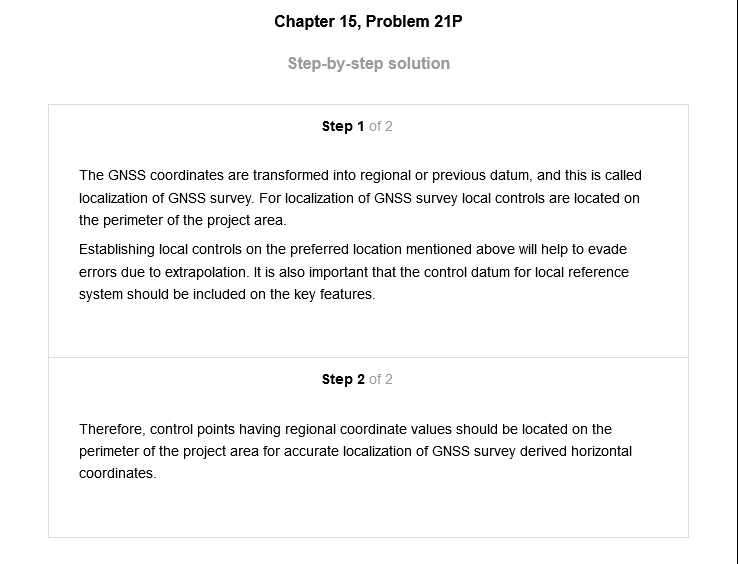 Chapter 15, Problem 21P
Step-by-step solution
Step 1 of 2
The GNSS coordinates are transformed into regional or previous datum, and this is called
localization of GNSS survey. For localization of GNSS survey local controls are located on
the perimeter of the project area.
Establishing local controls on the preferred location mentioned above will help to evade
errors due to extrapolation. It is also important that the control datum for local reference
system should be included on the key features.
Step 2 of 2
Therefore, control points having regional coordinate values should be located on the
perimeter of the project area for accurate localization of GNSS survey derived horizontal
coordinates.